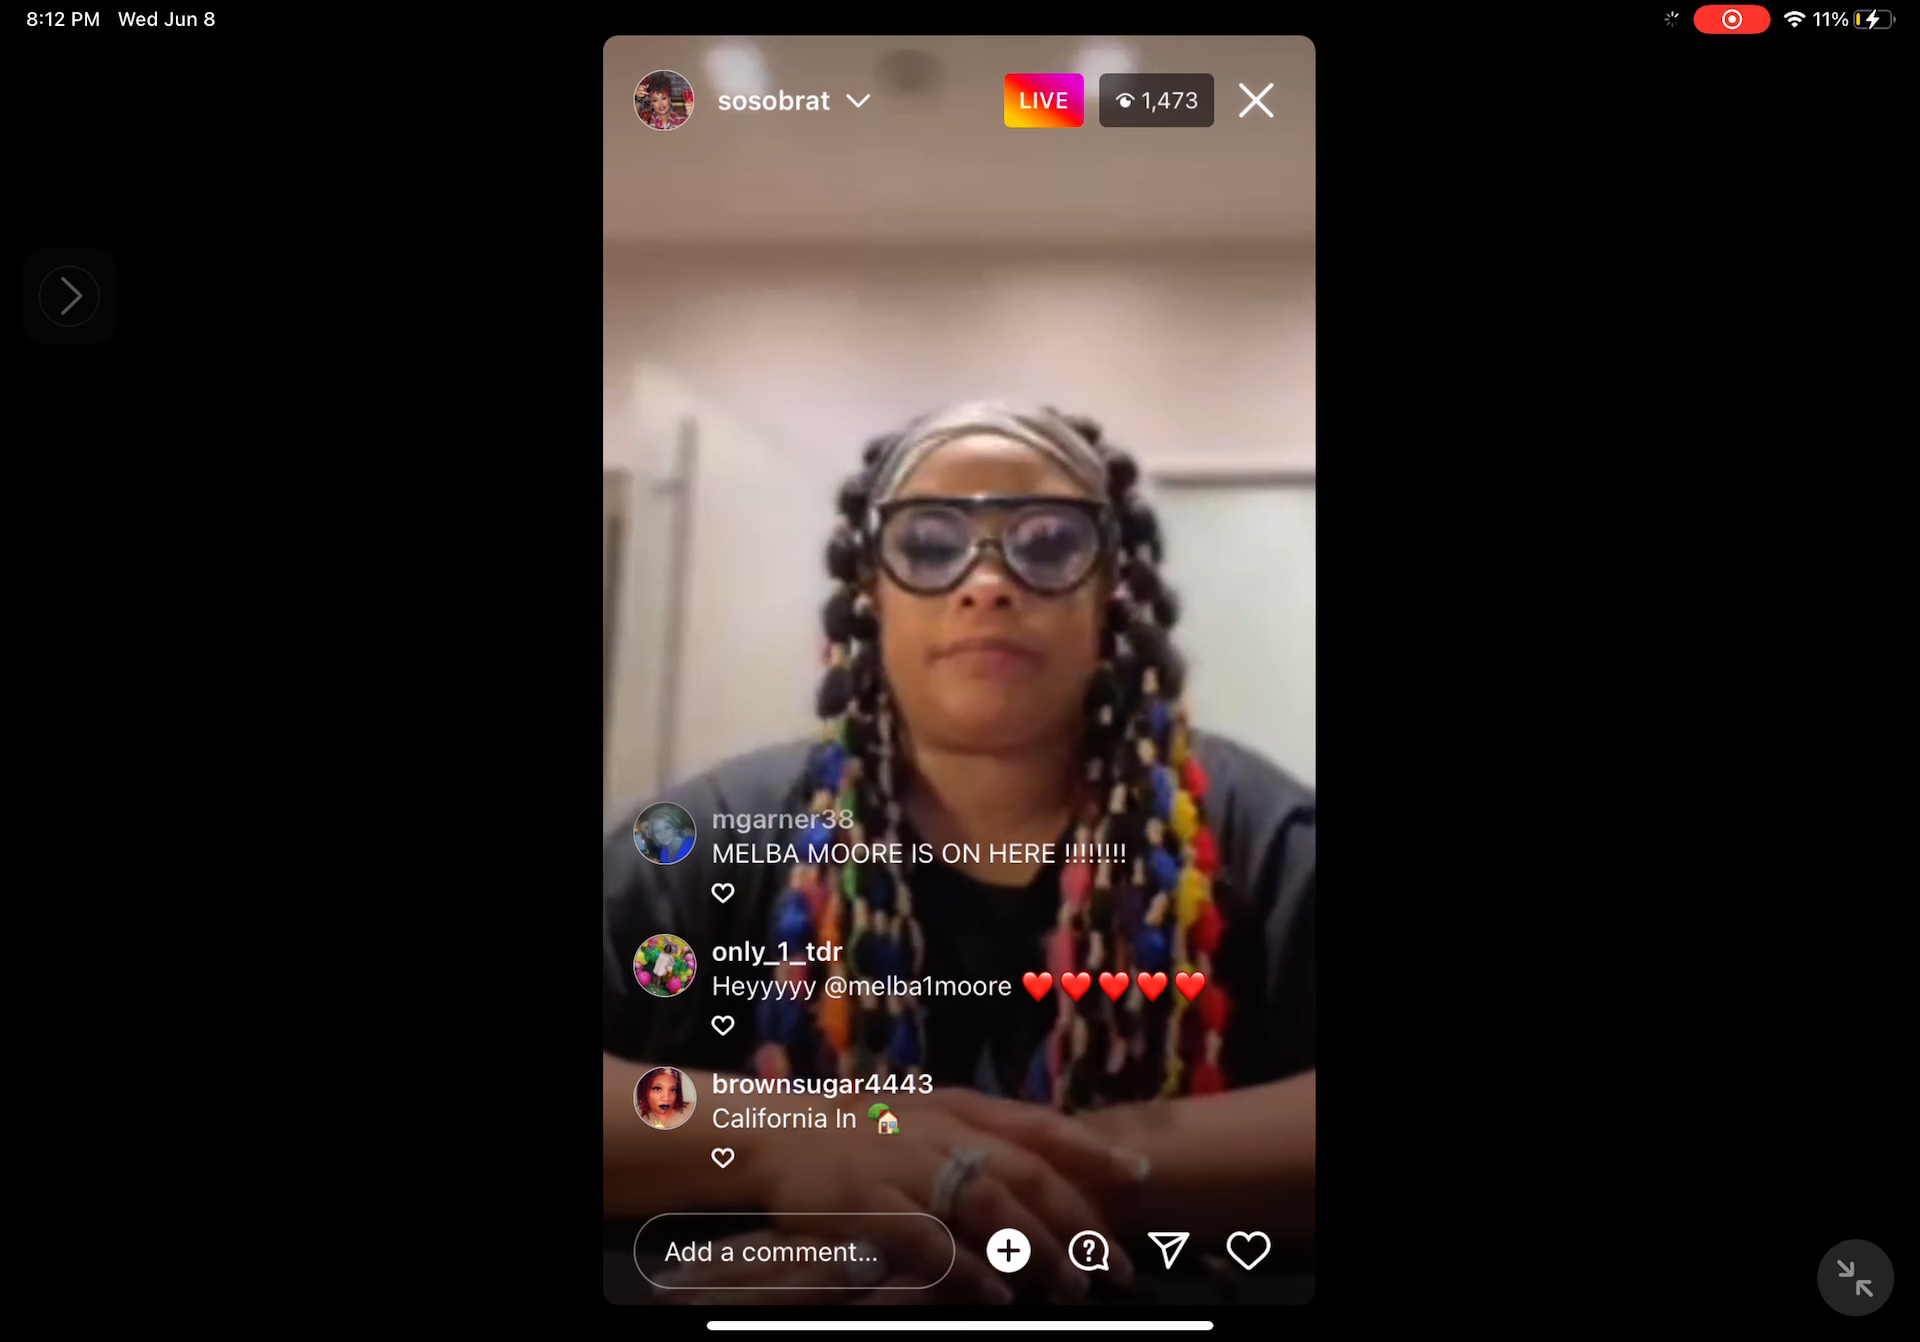 8:12 PM Wed Jun 8
11%
sosobrat
LIVE
1,473
mgarner38
MELBA MOORE IS ON HERE !!!!!!!!
only_1_tdr
Heyyyyy @melba1moore ❤️❤️❤️❤️❤️
brownsugar4443
California In 🏡
Add a comment...